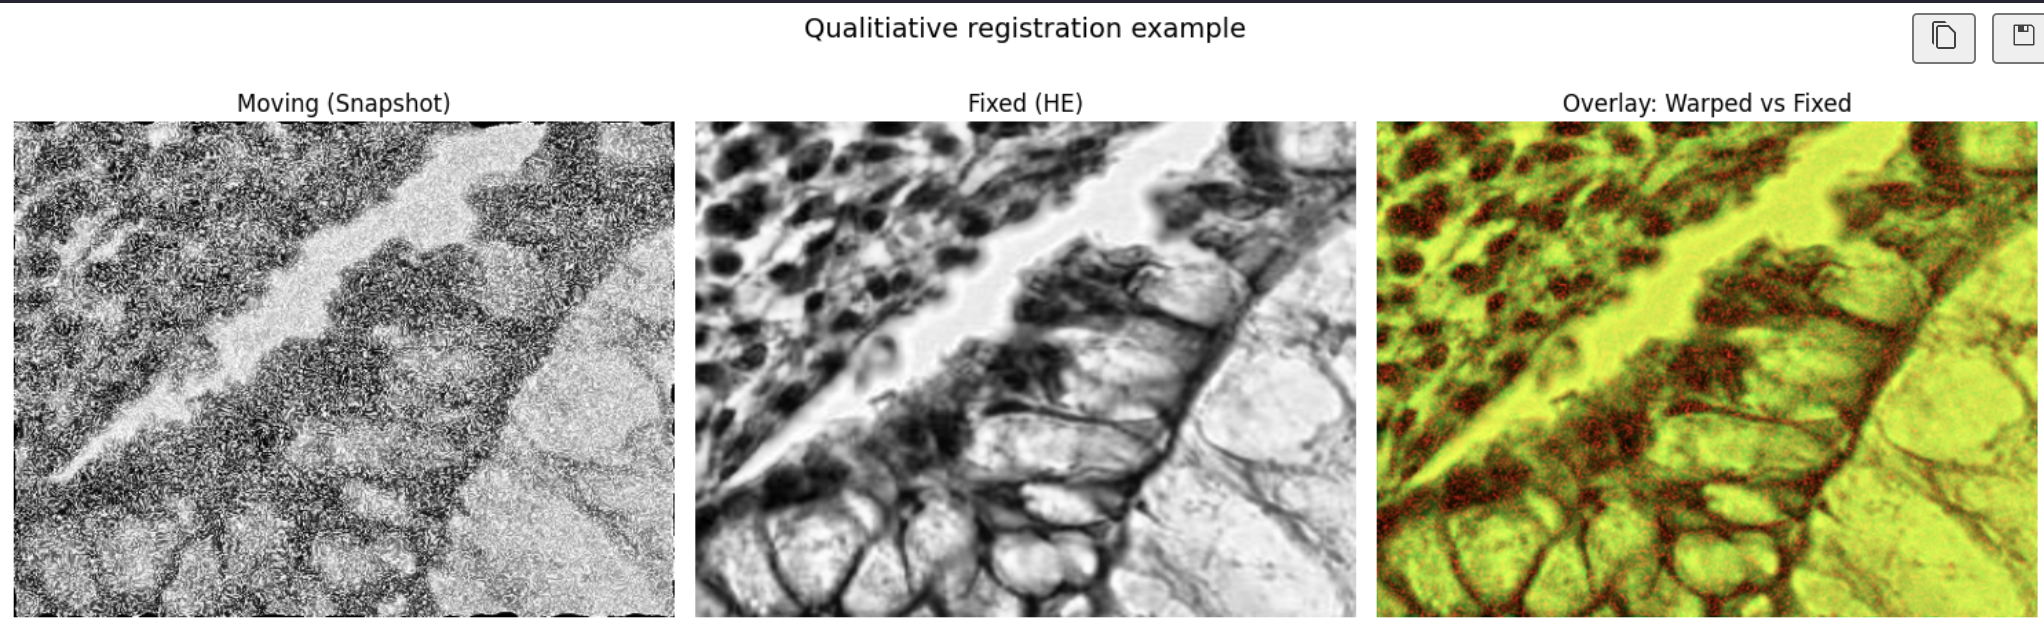 Qualitiative registration example
Moving (Snapshot)
Fixed (HE)
Overlay: Warped vs Fixed